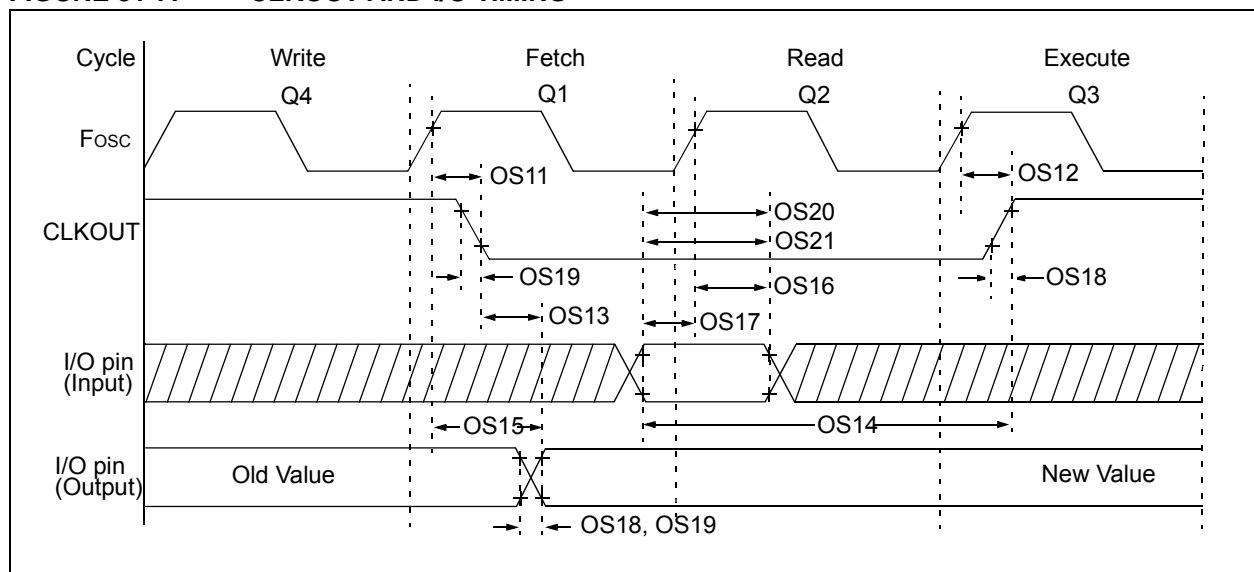 Cycle Write Fetch Read Execute
Q4 Q1 Q2 Q3
Fosc
OS11 OS12
OS20
CLKOUT OS21
OS19 OS16 OS18
OS13 OS17
I/O pin
(Input)
OS15 OS14
I/O pin
(Output) Old Value New Value
OS18, OS19